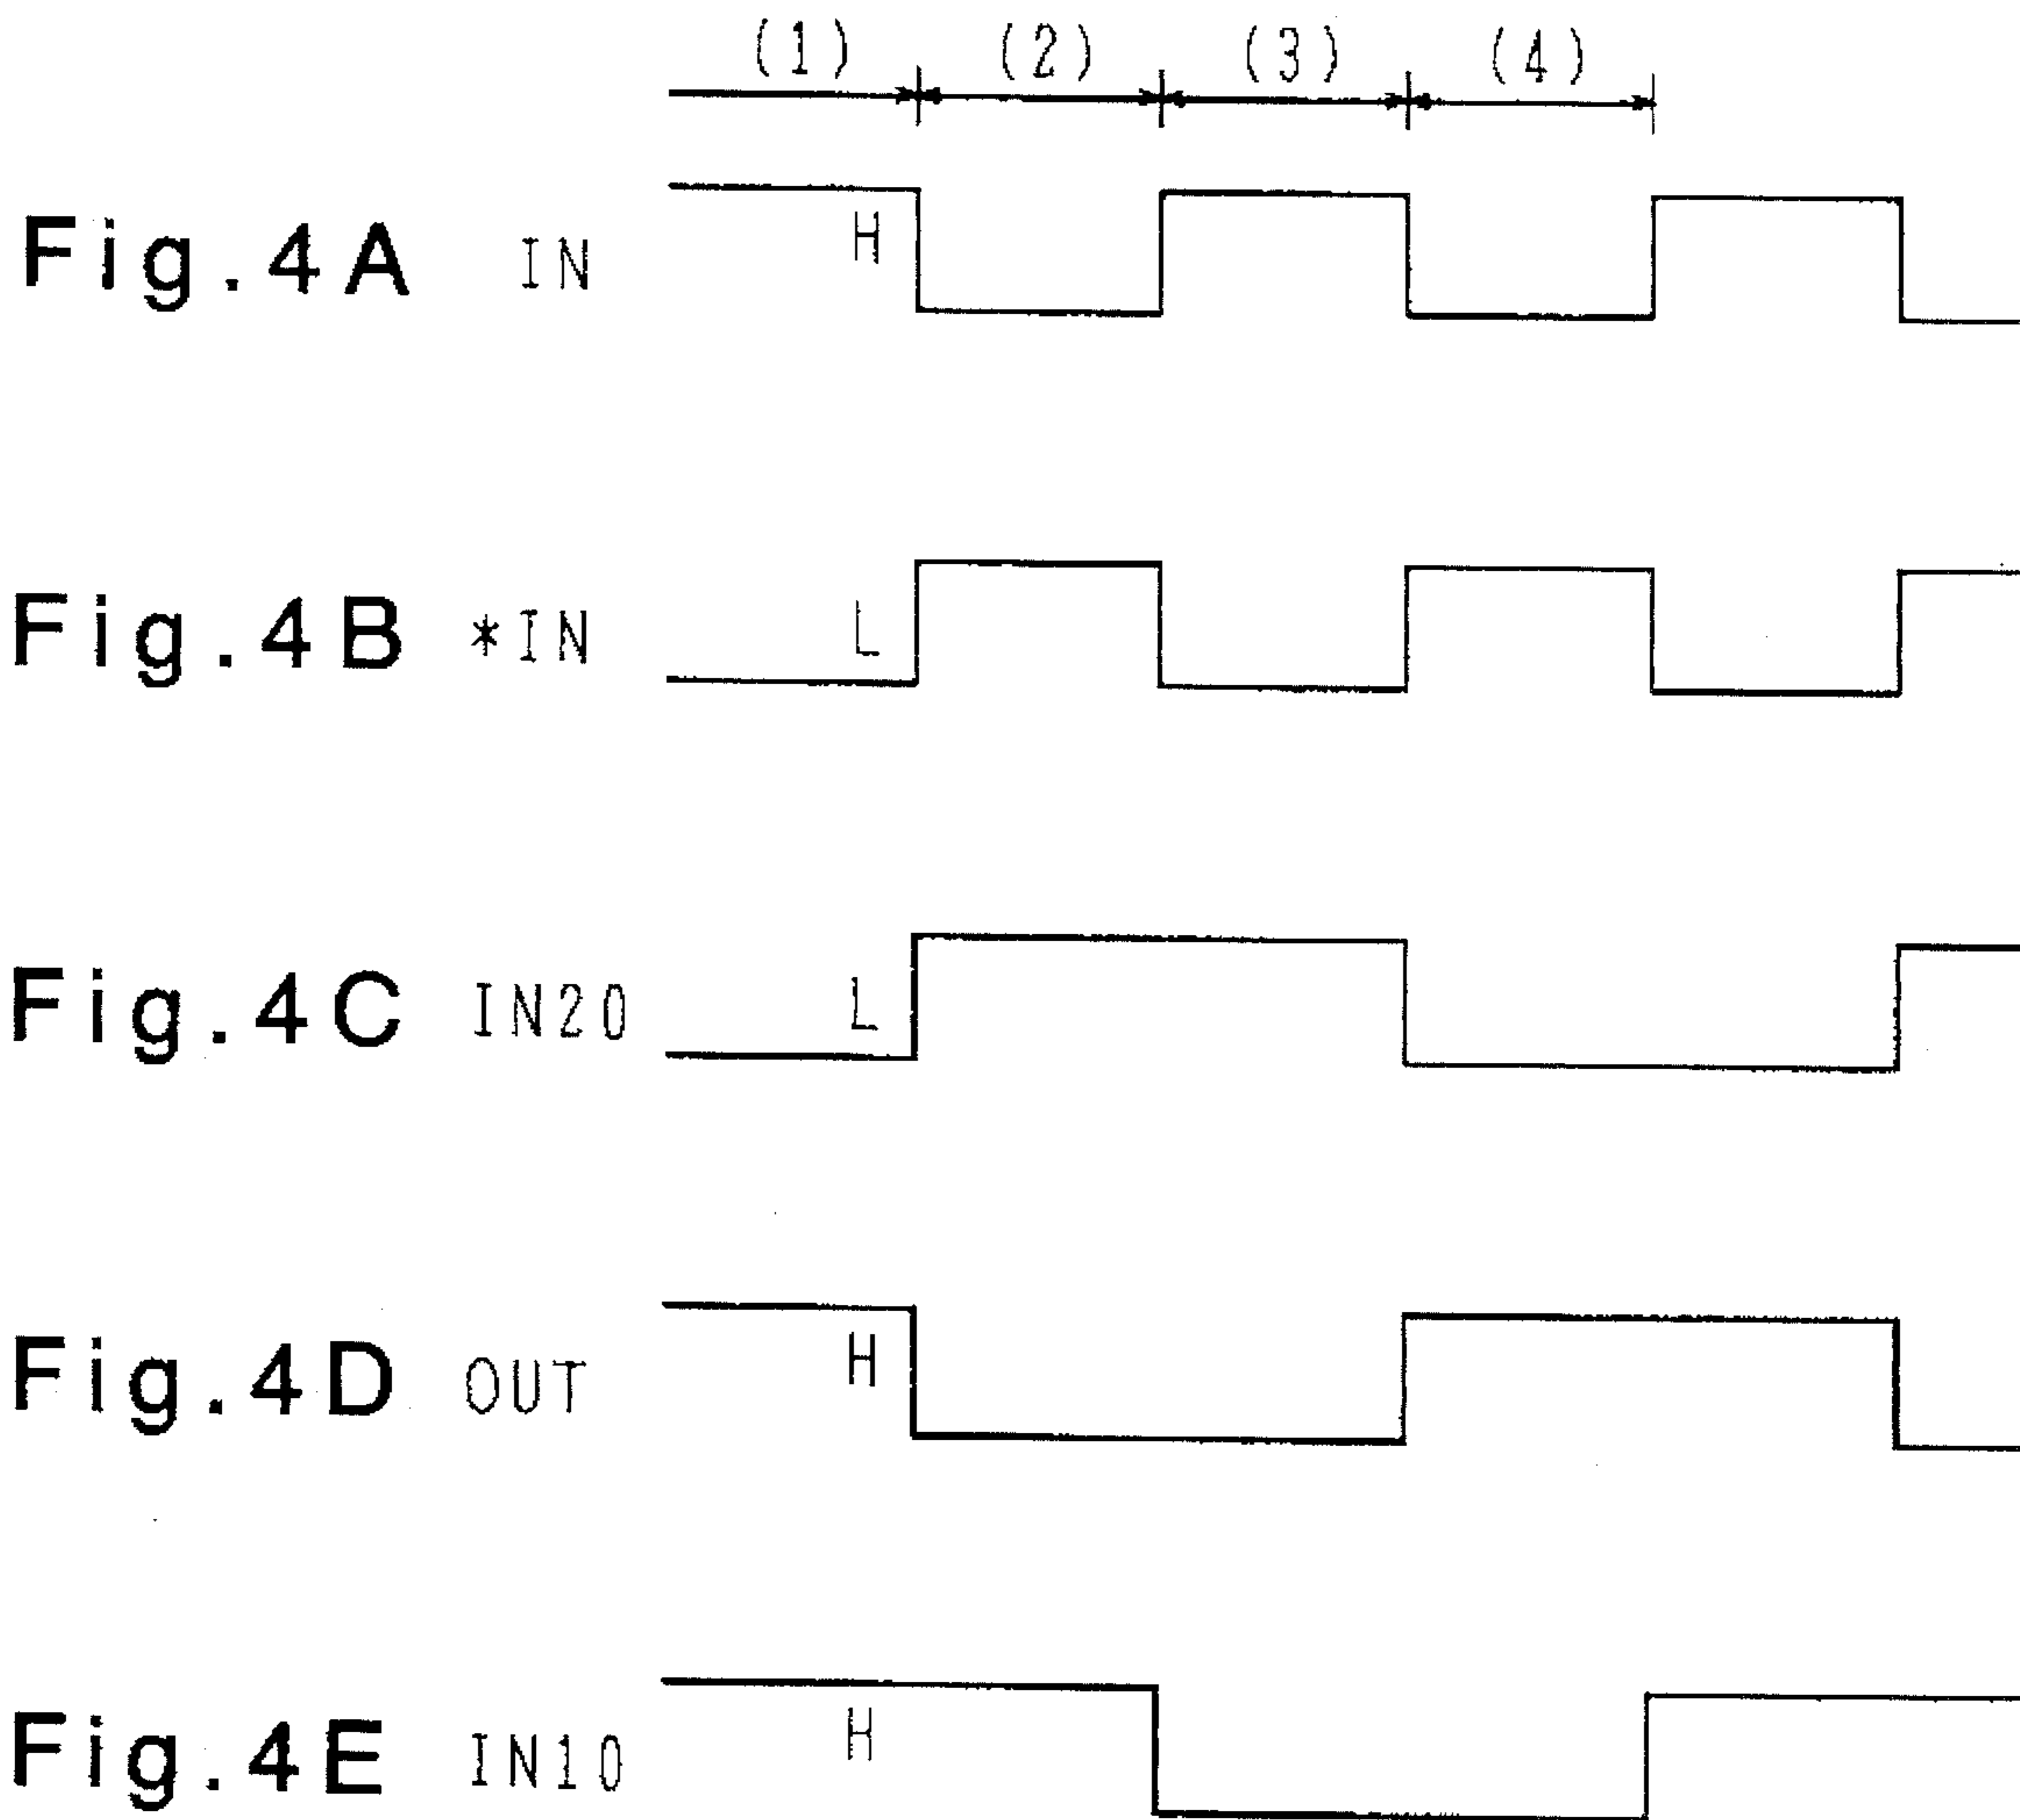 (1) (2) (3) (4)
Fig.4A IN H
Fig.4B *IN L
Fig.4C IN20 L
Fig.4D OUT H
Fig.4E IN10 H